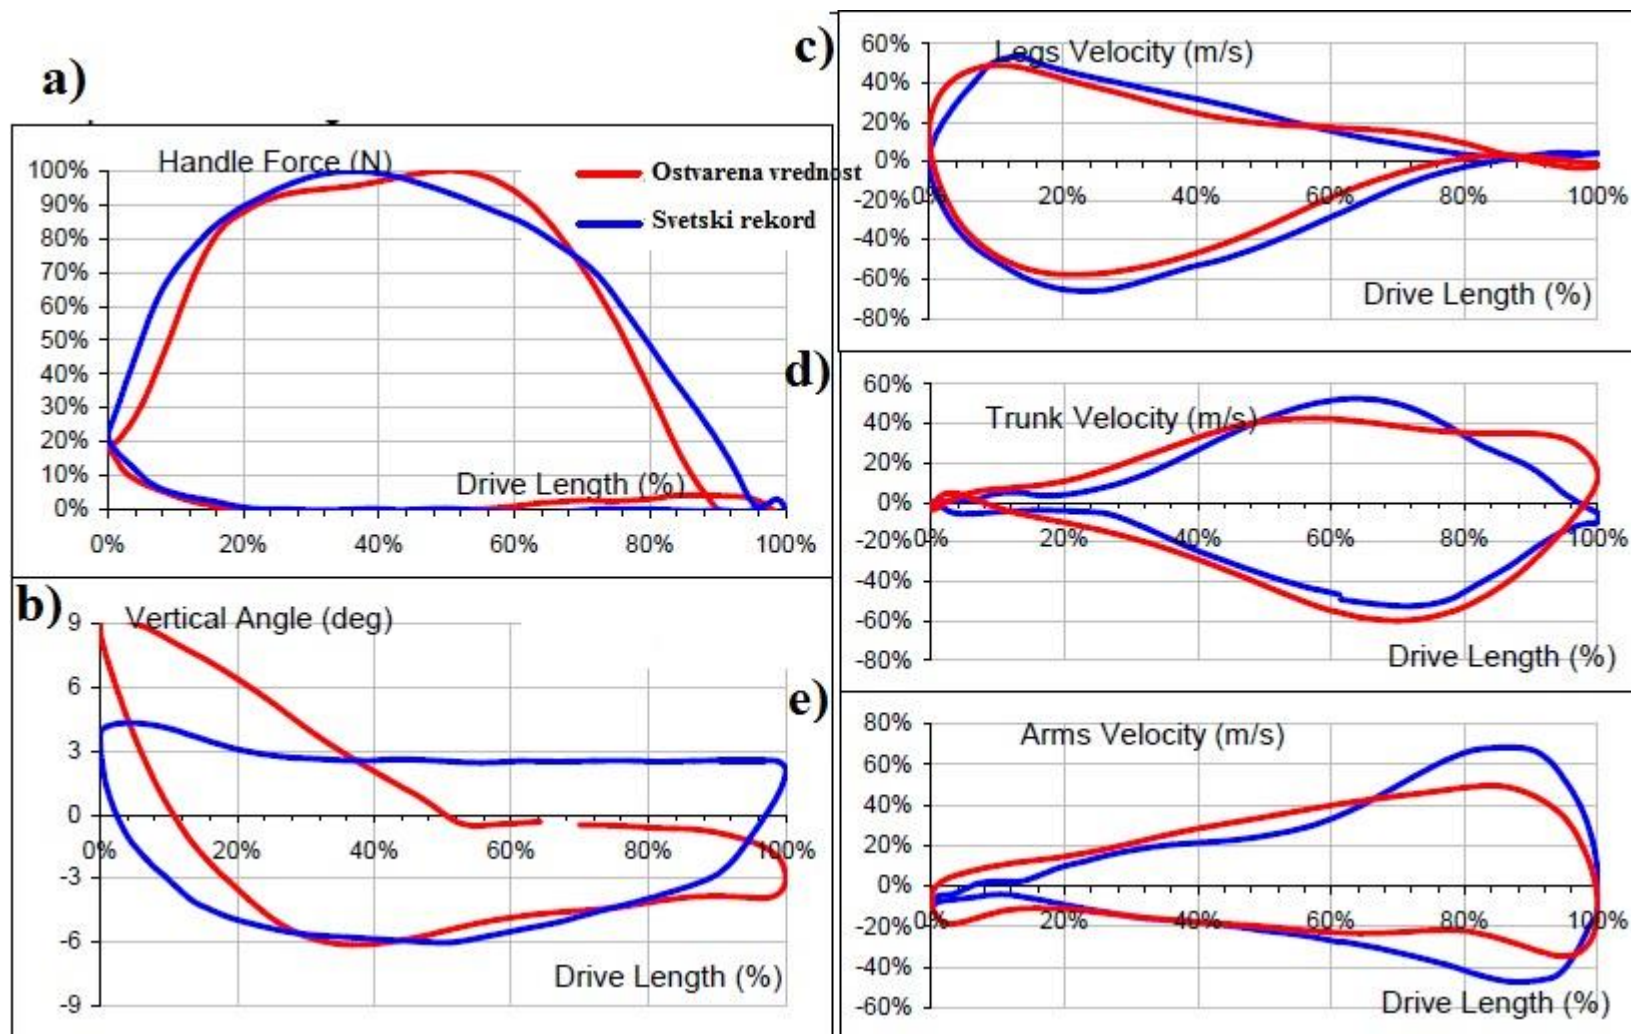 a)
Handle Force (N)
Ostvarena vrednost
Svetski rekord
100%
90%
80%
70%
60%
50%
40%
30%
20%
10%
0%
Drive Length (%)
0% 20% 40% 60% 80% 100%
b)
Vertical Angle (deg)
9
6
3
0
-3
-6
-9
0% 20% 40% 60% 80% 100%
Drive Length (%)
c)
Legs Velocity (m/s)
60%
40%
20%
0%
-20%
-40%
-60%
-80%
0% 20% 40% 60% 80% 100%
Drive Length (%)
d)
Trunk Velocity (m/s)
60%
40%
20%
0%
-20%
-40%
-60%
-80%
0% 20% 40% 60% 80% 100%
Drive Length (%)
e)
Arms Velocity (m/s)
80%
60%
40%
20%
0%
-20%
-40%
-60%
0% 20% 40% 60% 80% 100%
Drive Length (%)